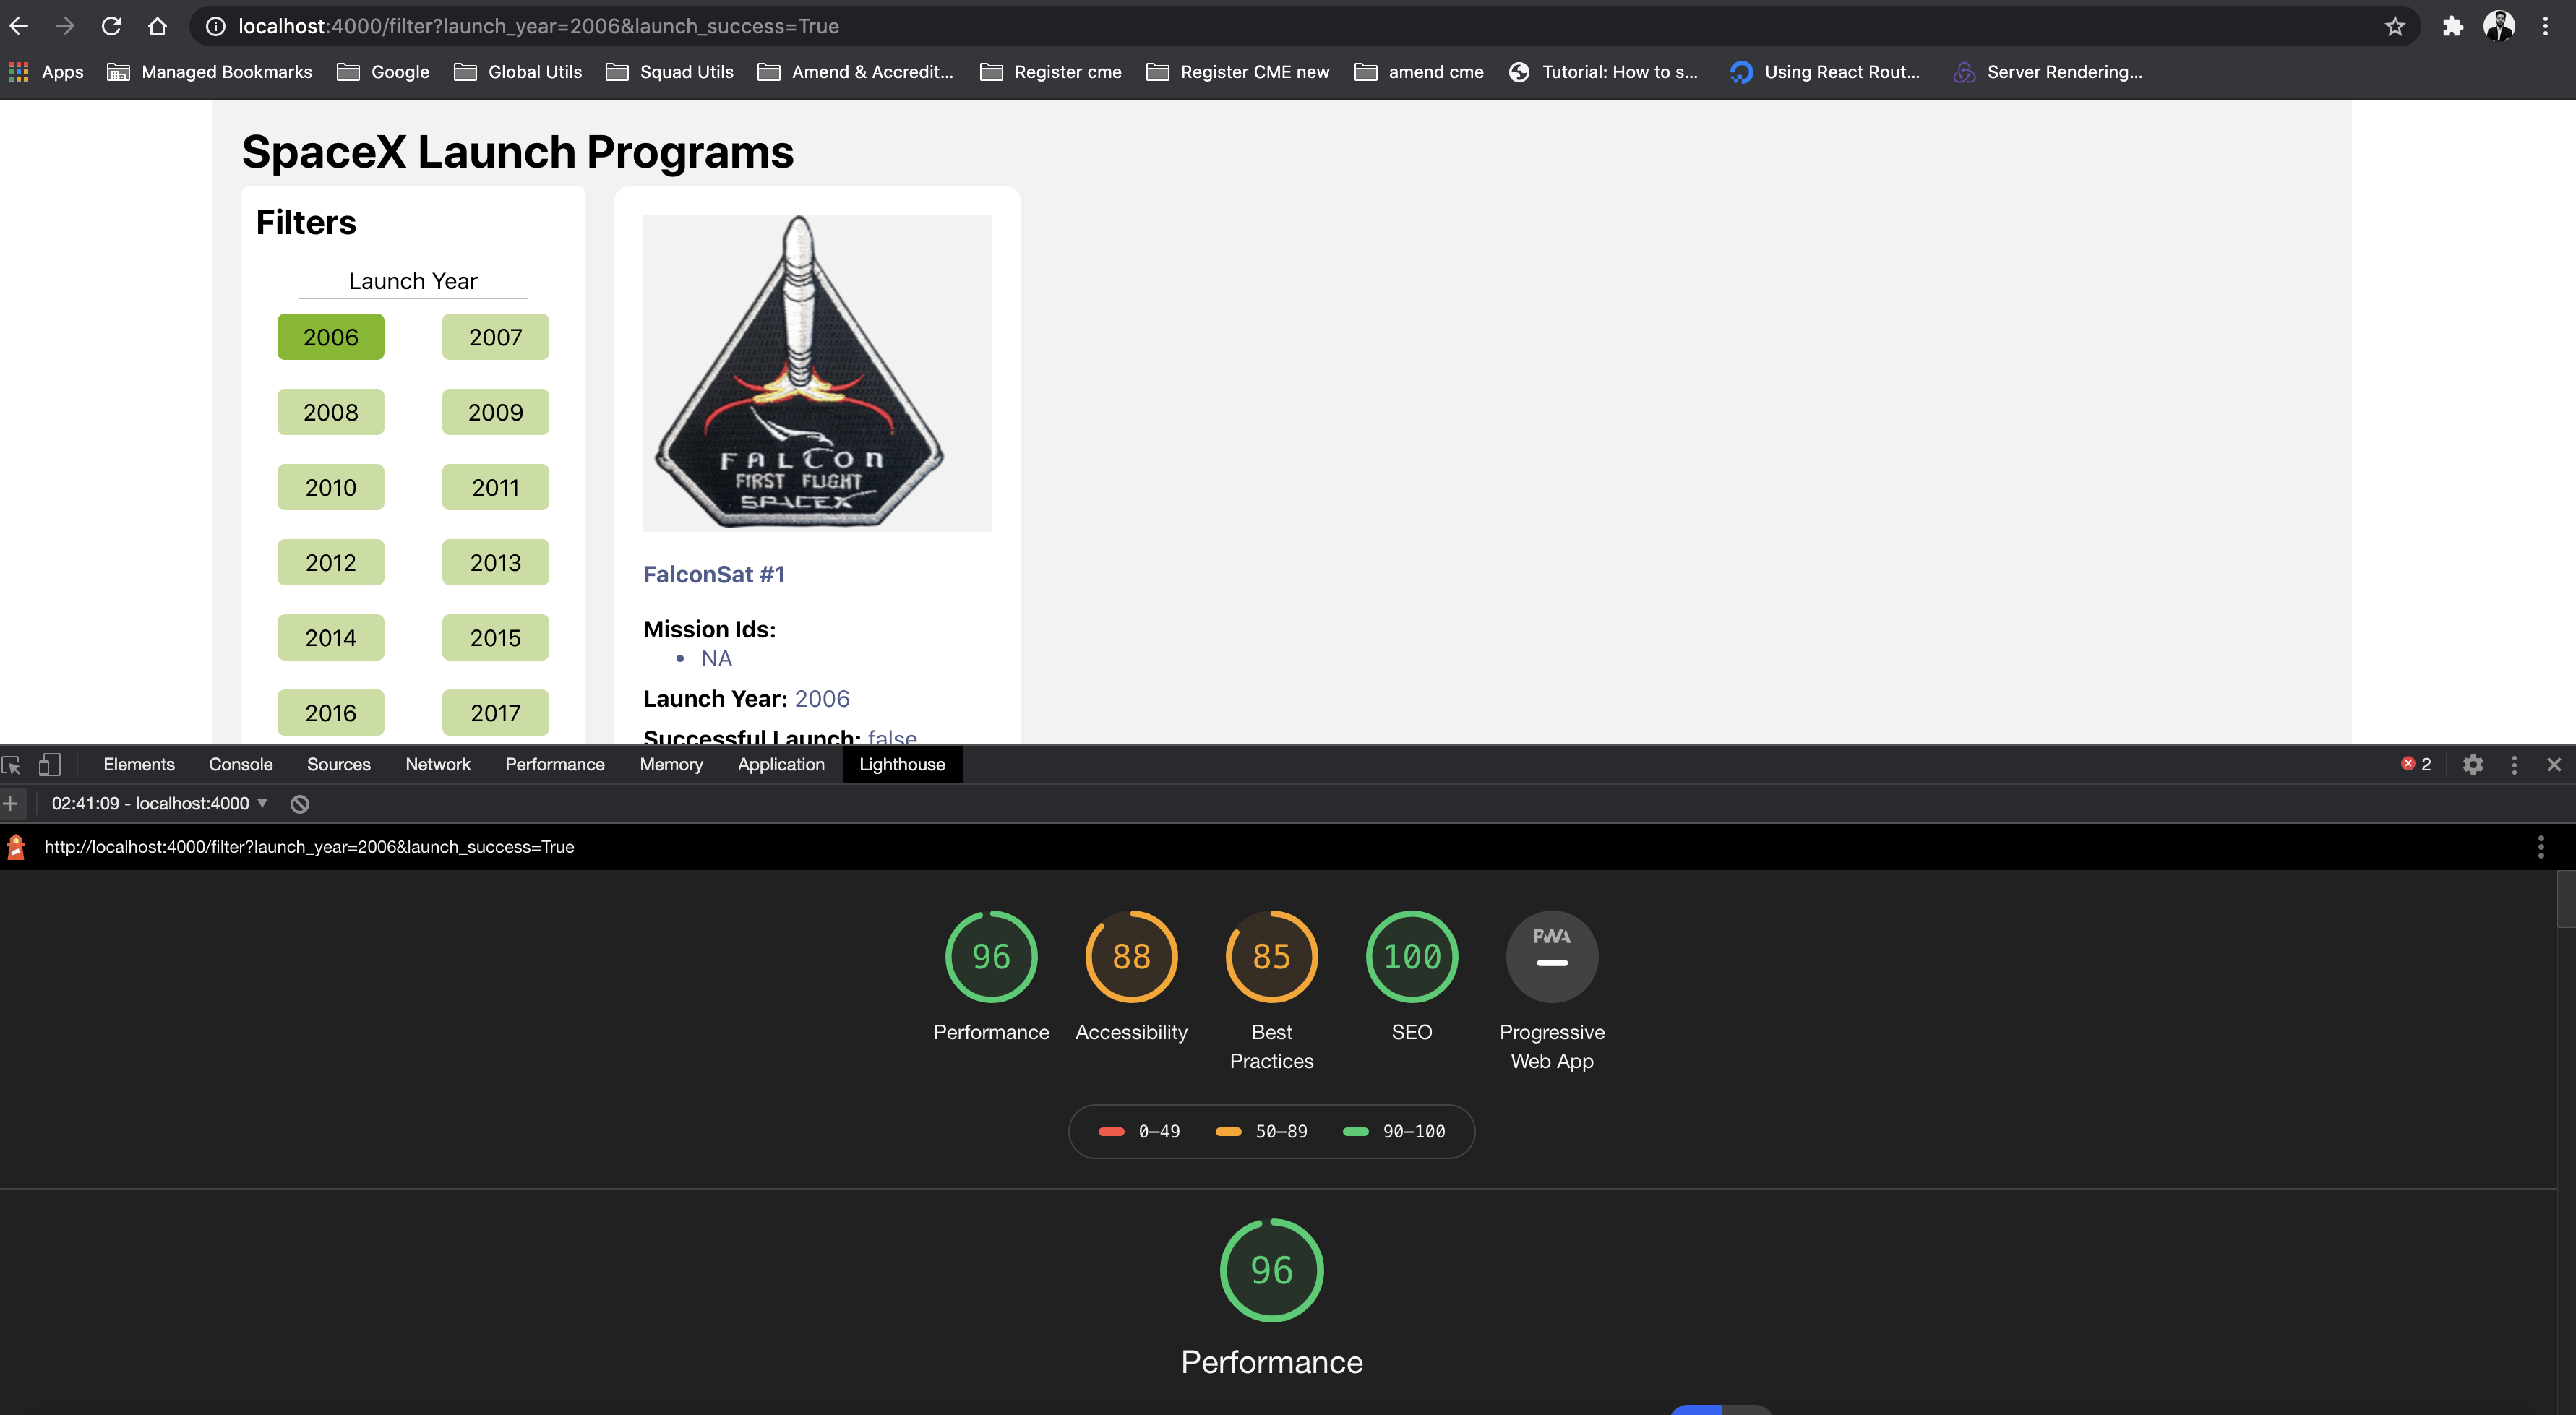 localhost:4000/filter?launch_year=2006&launch_success=True
Apps Managed Bookmarks Google Global Utils Squad Utils Amend & Accredit... Register cme Register CME new amend cme Tutorial: How to s... Using React Rout... Server Rendering...
SpaceX Launch Programs
Filters
Launch Year
2006 2007
2008 2009
2010 2011
2012 2013
2014 2015
2016 2017
FALCON
FIRST FLIGHT
SPACEX
FalconSat #1
Mission Ids:
• NA
Launch Year: 2006
Successful Launch: false
Elements Console Sources Network Performance Memory Application Lighthouse 2
02:41:09 - localhost:4000
http://localhost:4000/filter?launch_year=2006&launch_success=True
96 88 85 100 PWA
Performance Accessibility Best Practices SEO Progressive Web App
0–49 50–89 90–100
96
Performance